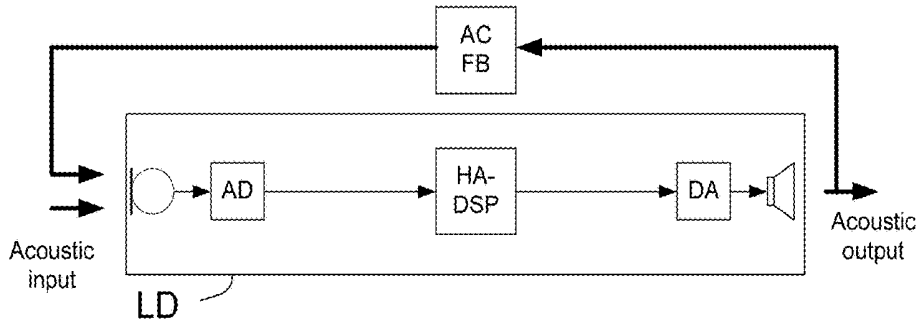 AC
FB
AD
HA-
DSP
DA
Acoustic
input
Acoustic
output
LD